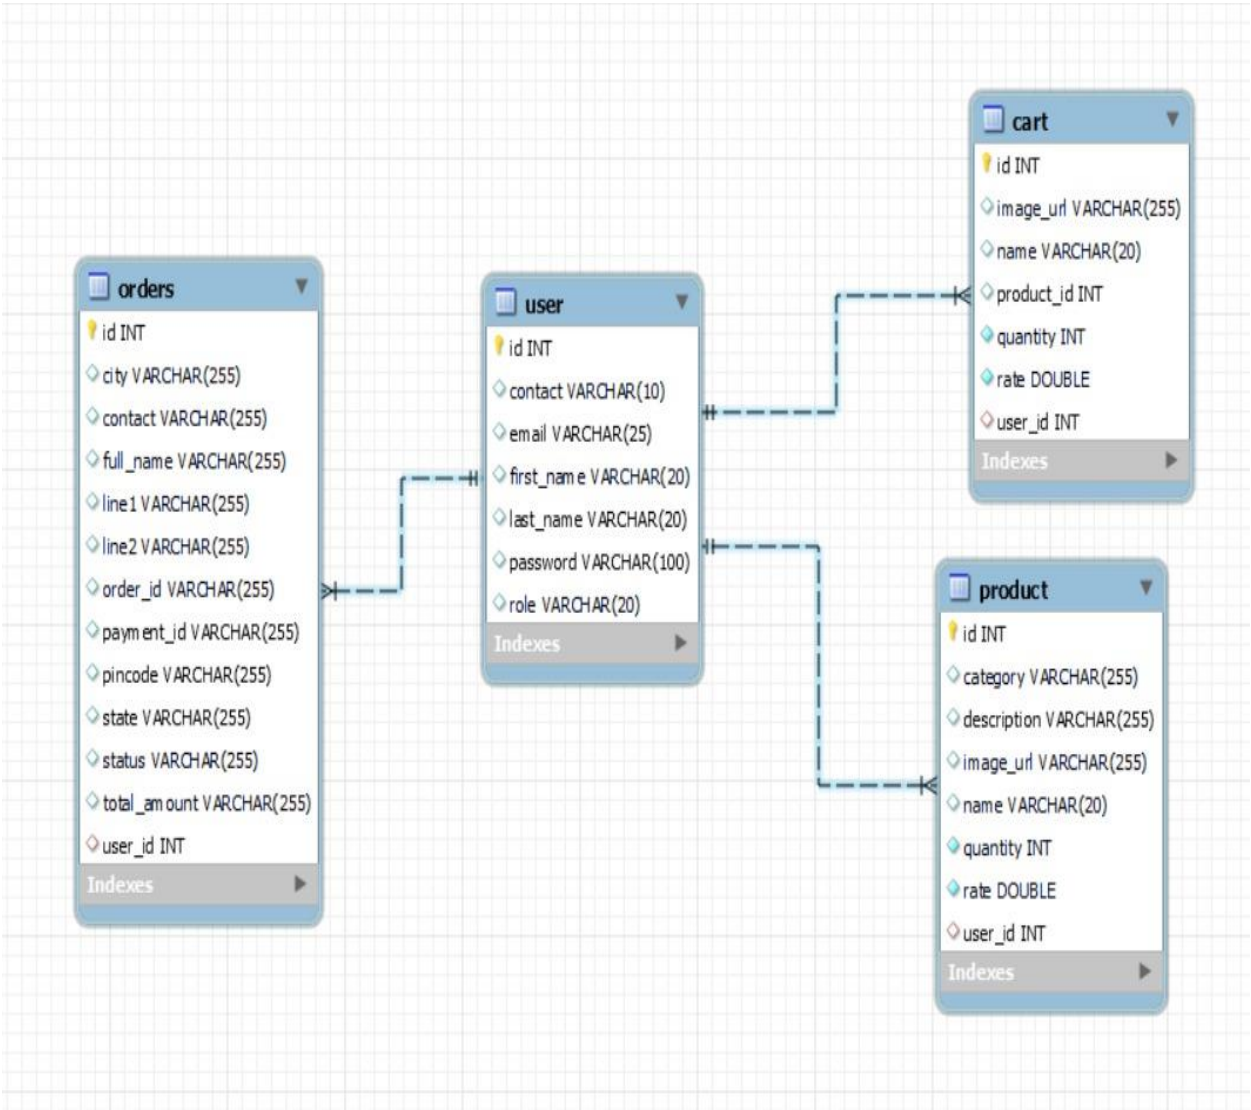 orders
id INT
city VARCHAR(255)
contact VARCHAR(255)
full_name VARCHAR(255)
line1 VARCHAR(255)
line2 VARCHAR(255)
order_id VARCHAR(255)
payment_id VARCHAR(255)
pincode VARCHAR(255)
state VARCHAR(255)
status VARCHAR(255)
total_amount VARCHAR(255)
user_id INT
Indexes
user
id INT
contact VARCHAR(10)
email VARCHAR(25)
first_name VARCHAR(20)
last_name VARCHAR(20)
password VARCHAR(100)
role VARCHAR(20)
Indexes
cart
id INT
image_url VARCHAR(255)
name VARCHAR(20)
product_id INT
quantity INT
rate DOUBLE
user_id INT
Indexes
product
id INT
category VARCHAR(255)
description VARCHAR(255)
image_url VARCHAR(255)
name VARCHAR(20)
quantity INT
rate DOUBLE
user_id INT
Indexes